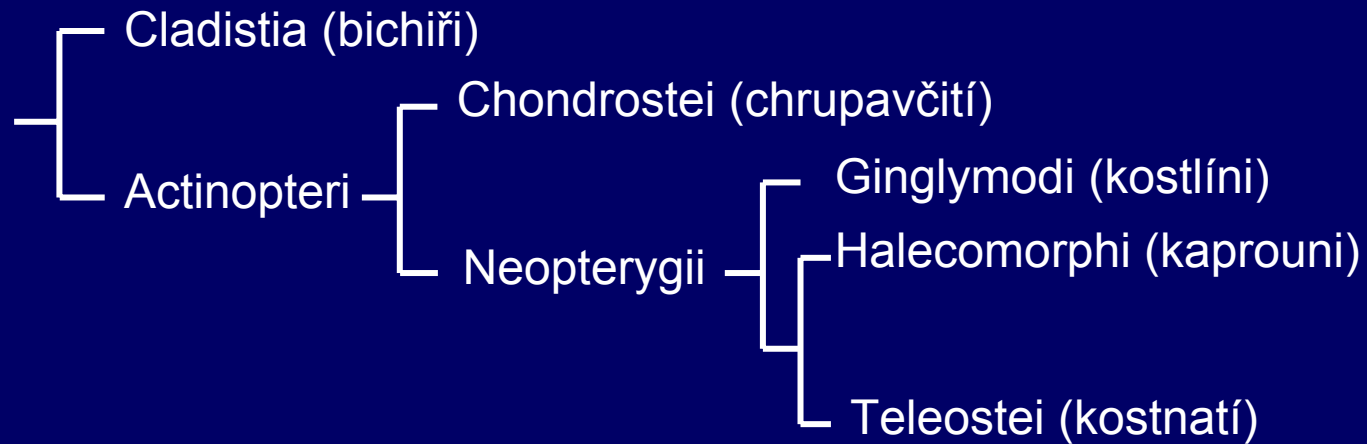 Cladistia (bichiři)
Chondrostei (chrupavčití)
Actinopteri
Ginglymodi (kostlíni)
Halecomorphi (kaprouni)
Neopterygii
Teleostei (kostnatí)